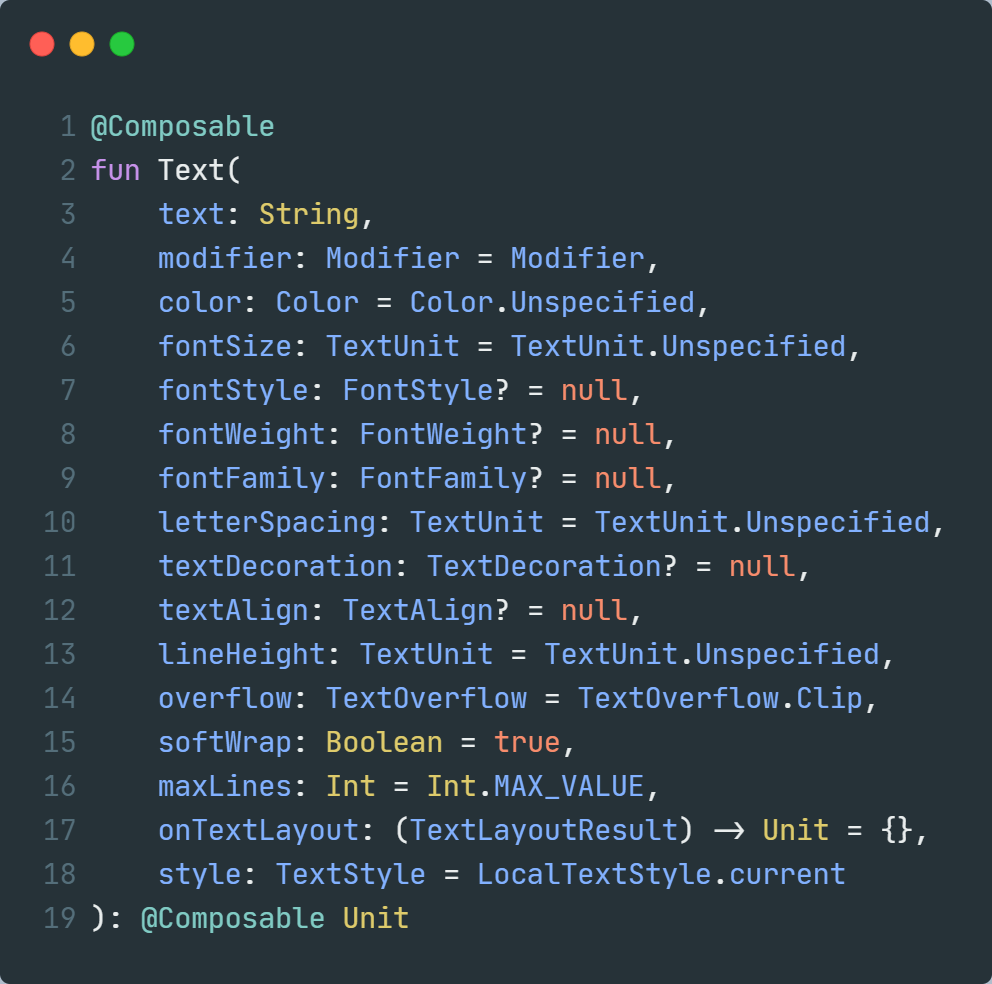 1 @Composable
2 fun Text(
3     text: String,
4     modifier: Modifier = Modifier,
5     color: Color = Color.Unspecified,
6     fontSize: TextUnit = TextUnit.Unspecified,
7     fontStyle: FontStyle? = null,
8     fontWeight: FontWeight? = null,
9     fontFamily: FontFamily? = null,
10     letterSpacing: TextUnit = TextUnit.Unspecified,
11     textDecoration: TextDecoration? = null,
12     textAlign: TextAlign? = null,
13     lineHeight: TextUnit = TextUnit.Unspecified,
14     overflow: TextOverflow = TextOverflow.Clip,
15     softWrap: Boolean = true,
16     maxLines: Int = Int.MAX_VALUE,
17     onTextLayout: (TextLayoutResult) -> Unit = {},
18     style: TextStyle = LocalTextStyle.current
19 ): @Composable Unit